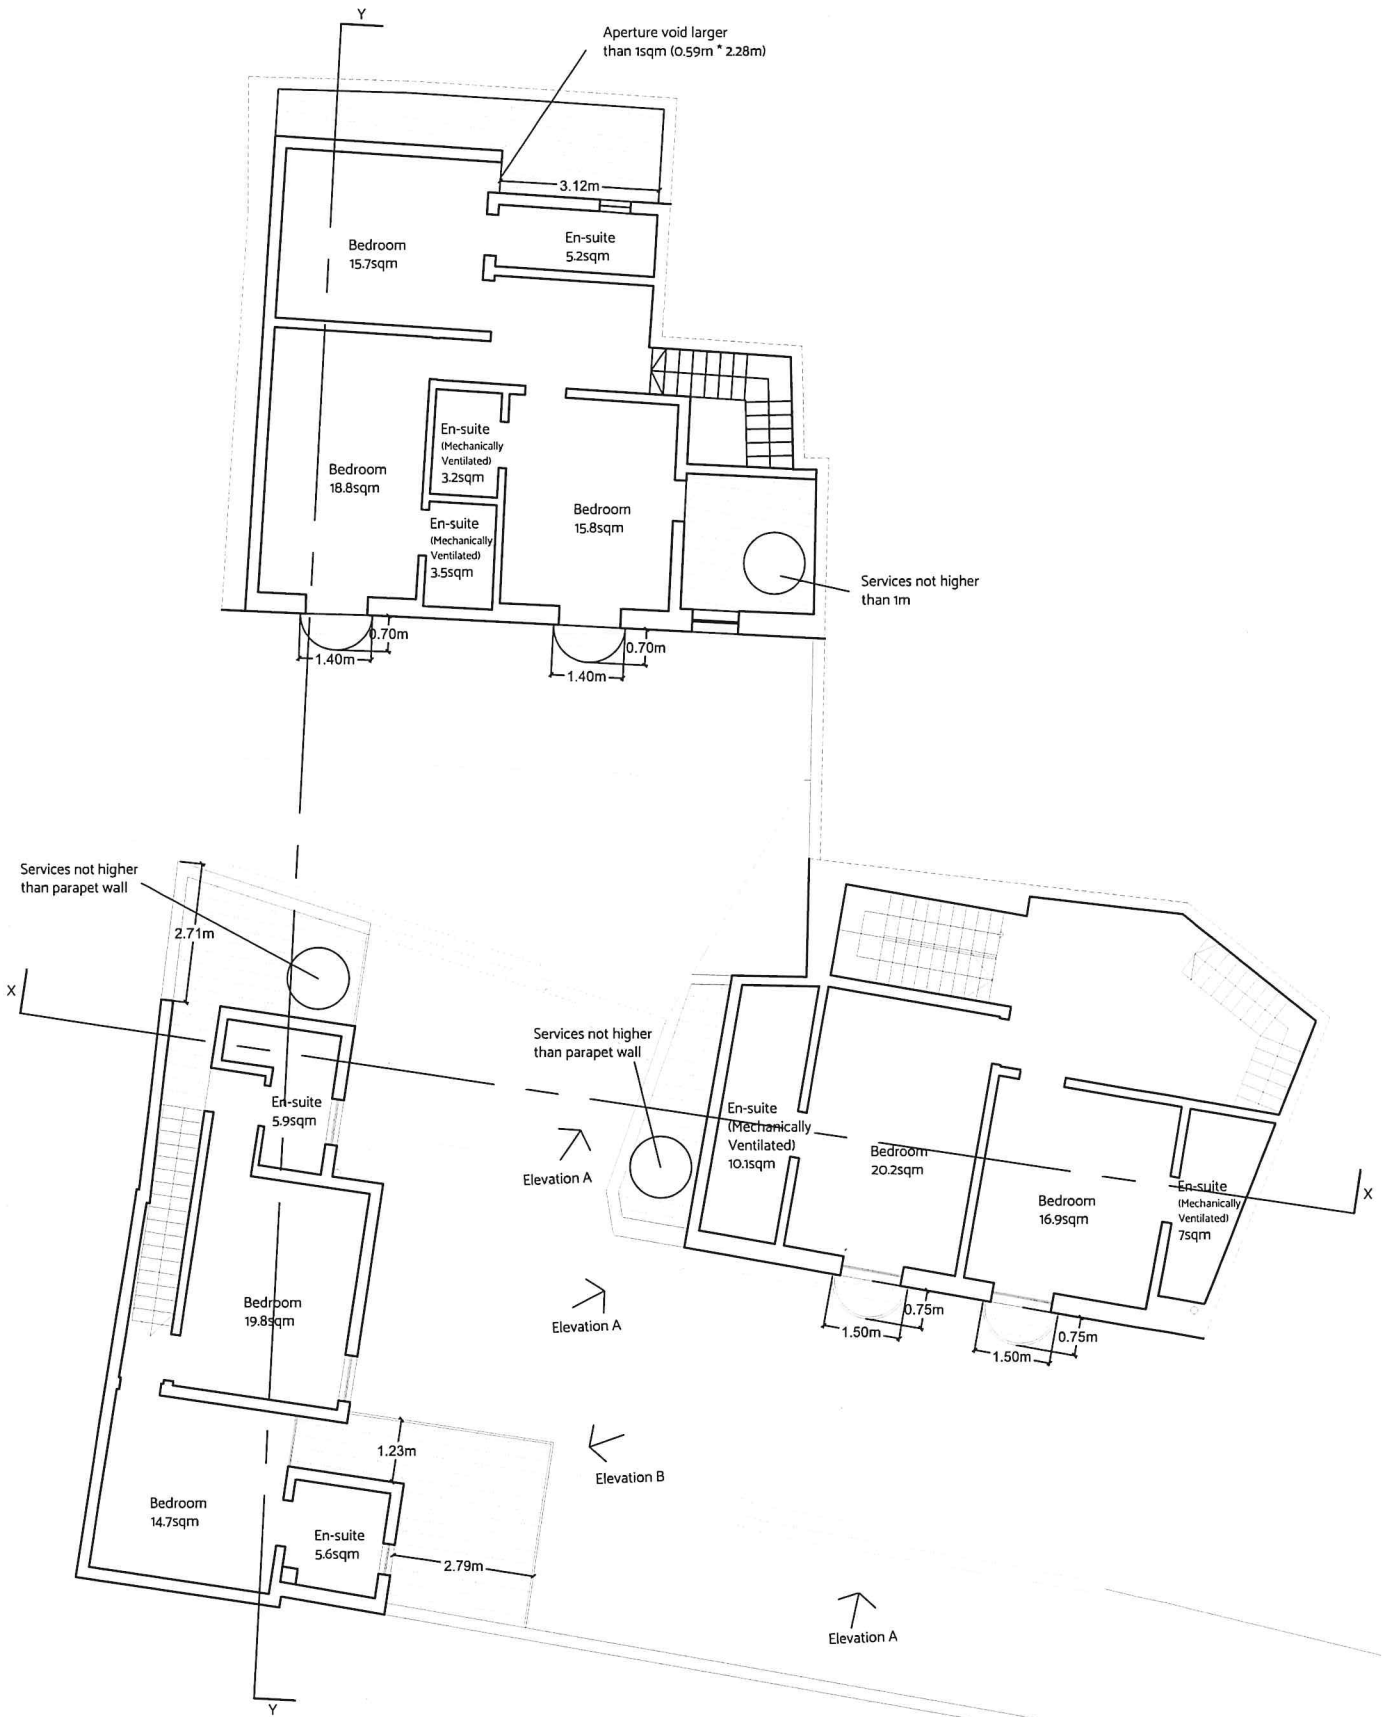 Y
Aperture void larger
than 1sqm (0.59m * 2.28m)
3.12m
En-suite
5.2sqm
Bedroom
15.7sqm
En-suite
(Mechanically
Ventilated)
3.2sqm
Bedroom
18.8sqm
En-suite
(Mechanically
Ventilated)
3.5sqm
Bedroom
15.8sqm
Services not higher
than 1m
0.70m
1.40m
0.70m
1.40m
Services not higher
than parapet wall
2.71m
X
Services not higher
than parapet wall
En-suite
5.9sqm
En-suite
(Mechanically
Ventilated)
10.1sqm
Bedroom
20.2sqm
Bedroom
16.9sqm
En-suite
(Mechanically
Ventilated)
7sqm
X
Elevation A
Bedroom
19.8sqm
Elevation A
0.75m
1.50m
0.75m
1.50m
1.23m
Elevation B
Bedroom
14.7sqm
En-suite
5.6sqm
2.79m
Elevation A
Y